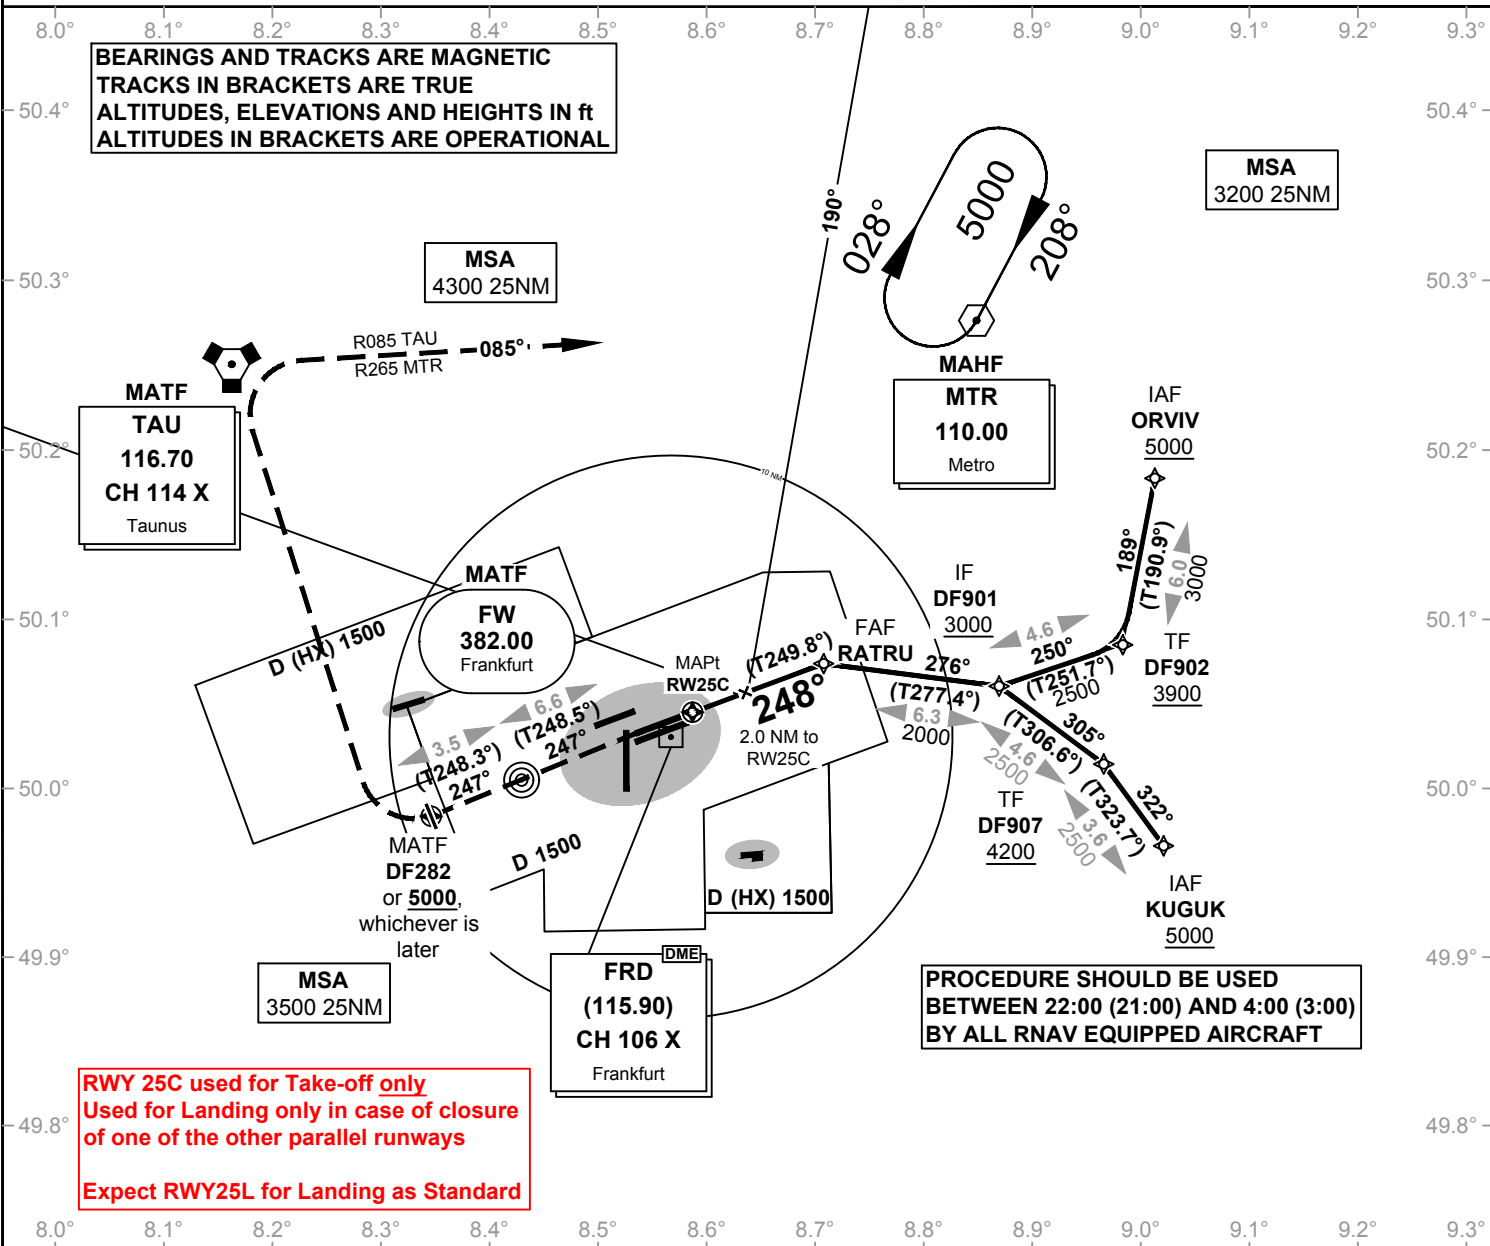 8.0° 8.1° 8.2° 8.3° 8.4° 8.5° 8.6° 8.7° 8.8° 8.9° 9.0° 9.1° 9.2° 9.3°
BEARINGS AND TRACKS ARE MAGNETIC
TRACKS IN BRACKETS ARE TRUE
ALTITUDES, ELEVATIONS AND HEIGHTS IN ft
ALTITUDES IN BRACKETS ARE OPERATIONAL
50.4° 50.4°
MSA
3200 25NM
190°
5000
028°
208°
MSA
4300 25NM
50.3° 50.3°
R085 TAU
085°
R265 MTR
MATF
TAU
116.70
CH 114 X
Taunus
MAHF
MTR
110.00
Metro
IAF
ORVIV
5000
50.2° 50.2°
10 NM
189°
(T190.9°)
6.0
3000
MATF
FW
382.00
Frankfurt
D (HX) 1500
IF
DF901
3000
4.6
250°
(T251.7°)
2500
TF
DF902
3900
50.1° 50.1°
FAF
RATRU
MAPt
RW25C
(T249.8°)
248°
2.0 NM to
RW25C
276°
(T277.4°)
6.3
2000
305°
(T306.6°)
4.6
2500
322°
(T323.7°)
3.6
2500
6.6
(T248.5°)
247°
3.5
(T248.3°)
247°
50.0° 50.0°
MATF
DF282
or 5000,
whichever is
later
D 1500
D (HX) 1500
TF
DF907
4200
IAF
KUGUK
5000
49.9° 49.9°
MSA
3500 25NM
DME
FRD
(115.90)
CH 106 X
Frankfurt
PROCEDURE SHOULD BE USED
BETWEEN 22:00 (21:00) AND 4:00 (3:00)
BY ALL RNAV EQUIPPED AIRCRAFT
RWY 25C used for Take-off only
Used for Landing only in case of closure
of one of the other parallel runways
Expect RWY25L for Landing as Standard
49.8° 49.8°
8.0° 8.1° 8.2° 8.3° 8.4° 8.5° 8.6° 8.7° 8.8° 8.9° 9.0° 9.1° 9.2° 9.3°